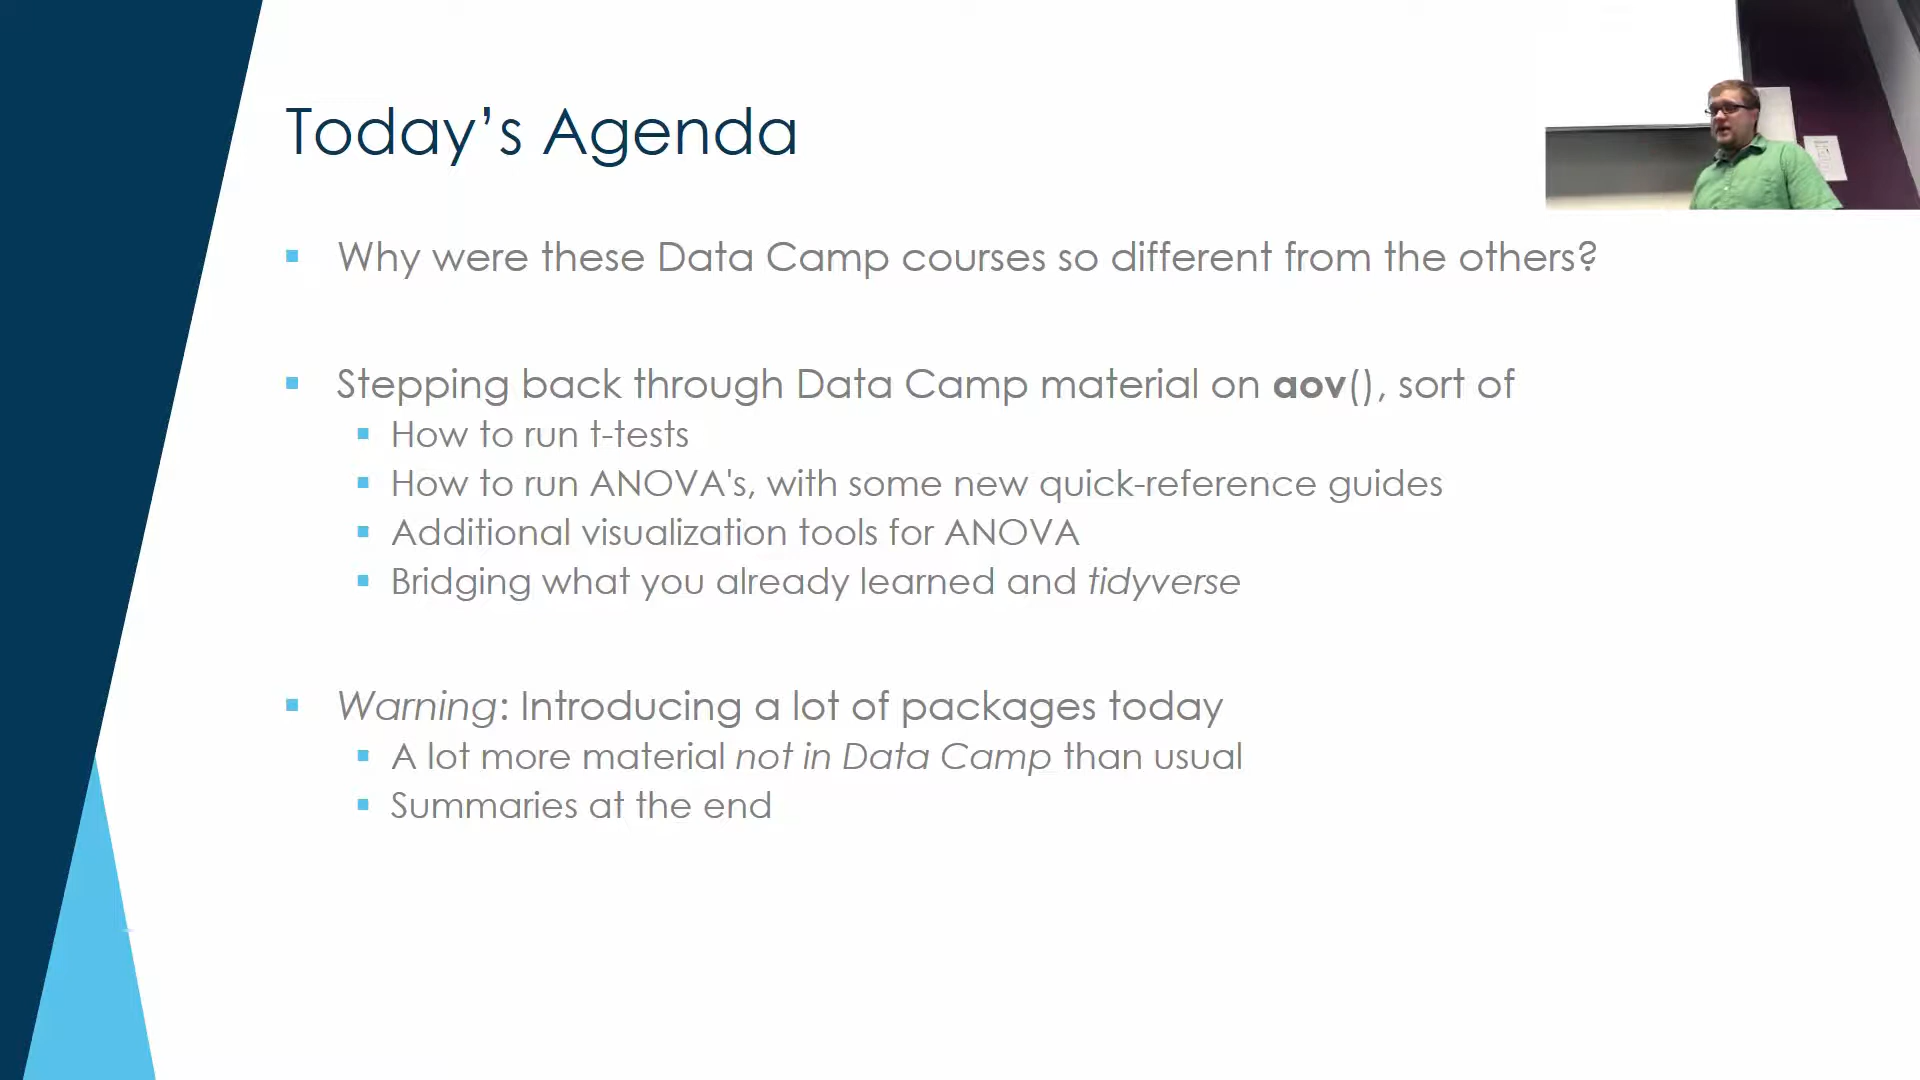 Today’s Agenda
Why were these Data Camp courses so different from the others?
Stepping back through Data Camp material on aov(), sort of
How to run t-tests
How to run ANOVA's, with some new quick-reference guides
Additional visualization tools for ANOVA
Bridging what you already learned and tidyverse
Warning: Introducing a lot of packages today
A lot more material not in Data Camp than usual
Summaries at the end